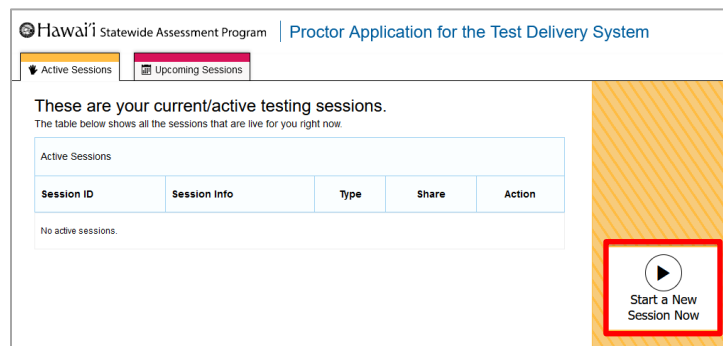 Hawai'i Statewide Assessment Program Proctor Application for the Test Delivery System
Active Sessions Upcoming Sessions
These are your current/active testing sessions.
The table below shows all the sessions that are live for you right now.
Active Sessions
Session ID Session Info Type Share Action
No active sessions.
Start a New
Session Now